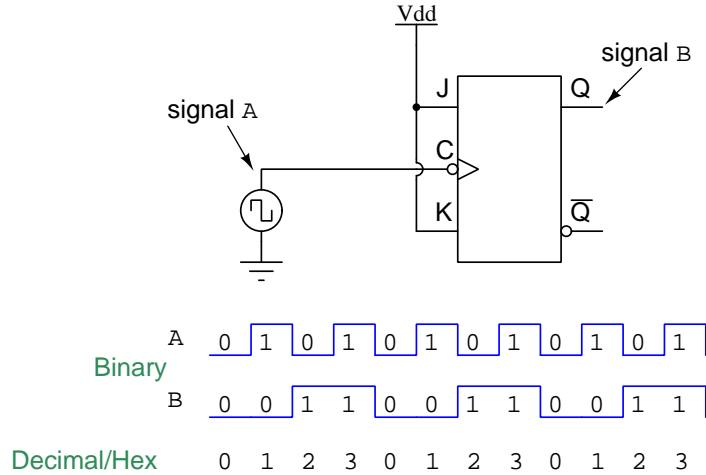 Vdd
signal B
J Q
signal A
C
K Q̅
A 0 1 0 1 0 1 0 1 0 1 0 1
Binary
B 0 0 1 1 0 0 1 1 0 0 1 1
Decimal/Hex 0 1 2 3 0 1 2 3 0 1 2 3